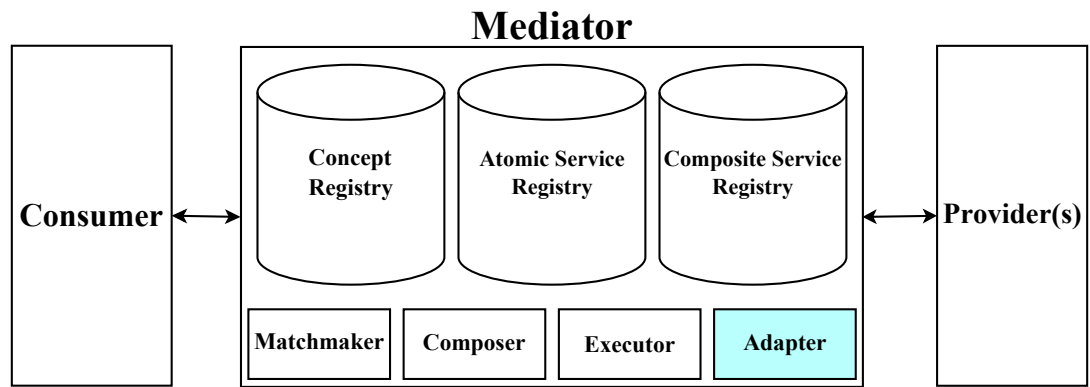 Mediator
Consumer
Concept
Registry
Atomic Service
Registry
Composite Service
Registry
Provider(s)
Matchmaker
Composer
Executor
Adapter